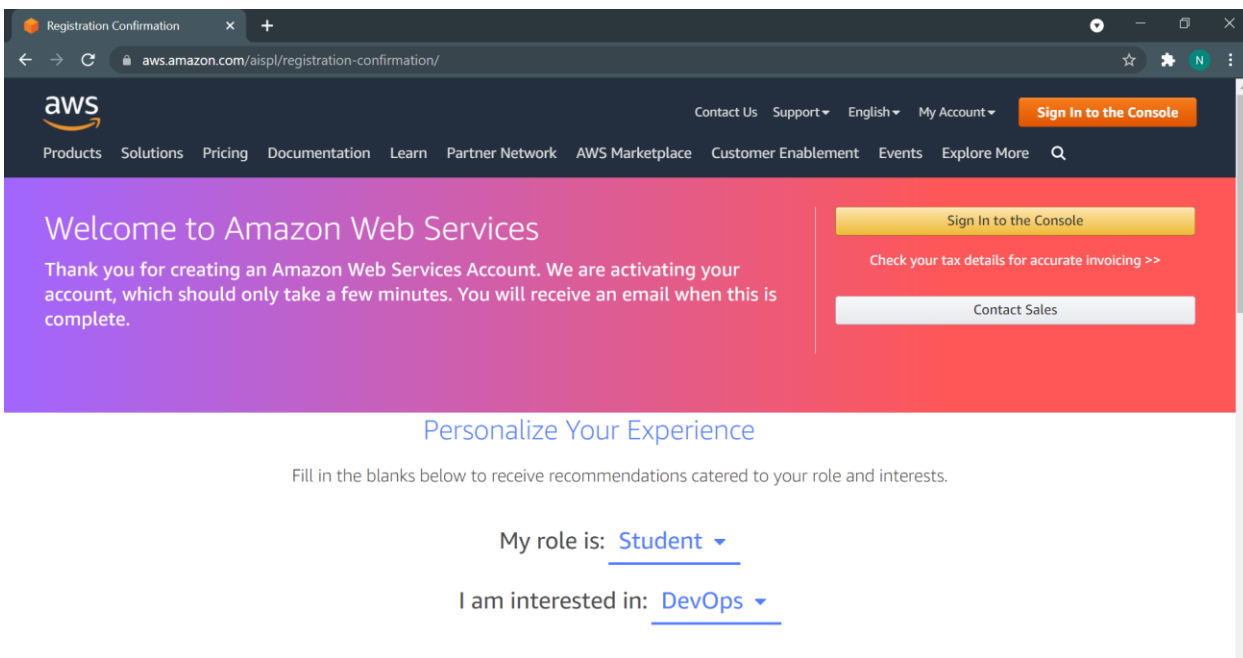 Registration Confirmation
aws.amazon.com/aispl/registration-confirmation/
N
aws
Contact Us Support English My Account Sign In to the Console
Products Solutions Pricing Documentation Learn Partner Network AWS Marketplace Customer Enablement Events Explore More
Welcome to Amazon Web Services
Thank you for creating an Amazon Web Services Account. We are activating your
account, which should only take a few minutes. You will receive an email when this is
complete.
Sign In to the Console
Check your tax details for accurate invoicing >>
Contact Sales
Personalize Your Experience
Fill in the blanks below to receive recommendations catered to your role and interests.
My role is: Student
I am interested in: DevOps